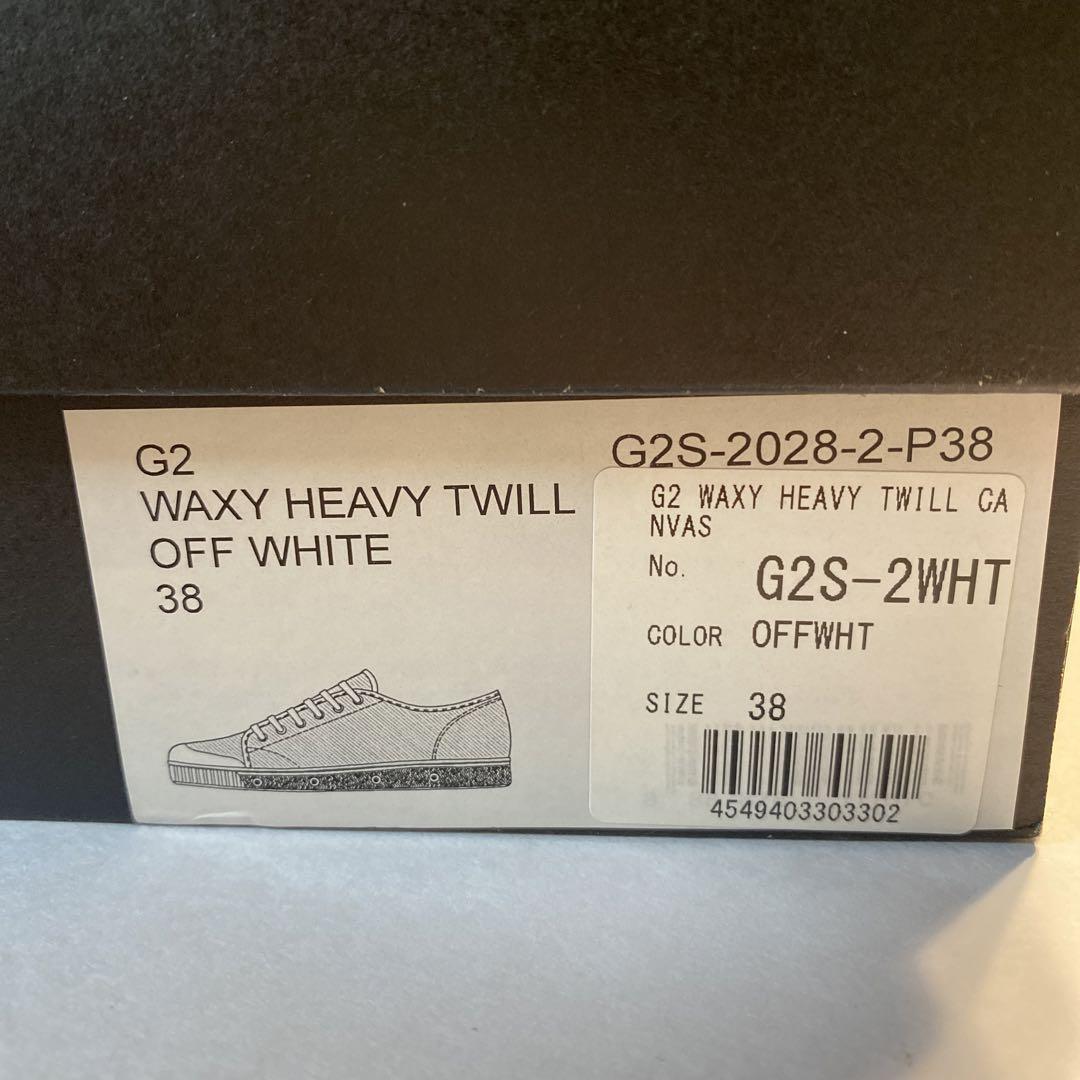 G2
WAXY HEAVY TWILL
OFF WHITE
38
G2S-2028-2-P38
G2 WAXY HEAVY TWILL CA
NVAS
No. G2S-2WHT
COLOR OFFWHT
SIZE 38
4549403303302